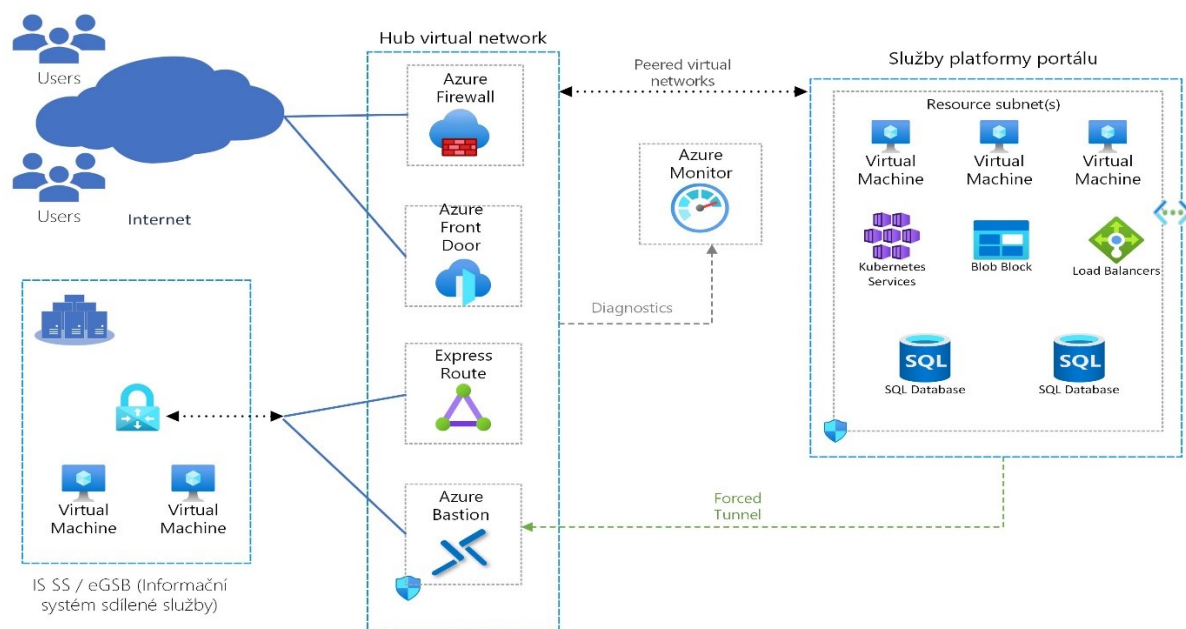 Users
Users
Internet
Hub virtual network
Azure
Firewall
Azure
Front
Door
Express
Route
Azure
Bastion
Peered virtual
networks
Azure
Monitor
Diagnostics
Forced
Tunnel
Služby platformy portálu
Resource subnet(s)
Virtual
Machine
Virtual
Machine
Virtual
Machine
Kubernetes
Services
Blob Block
Load Balancers
SQL
SQL Database
SQL
SQL Database
Virtual
Machine
Virtual
Machine
IS SS / eGSB (Informační
systém sdílené služby)